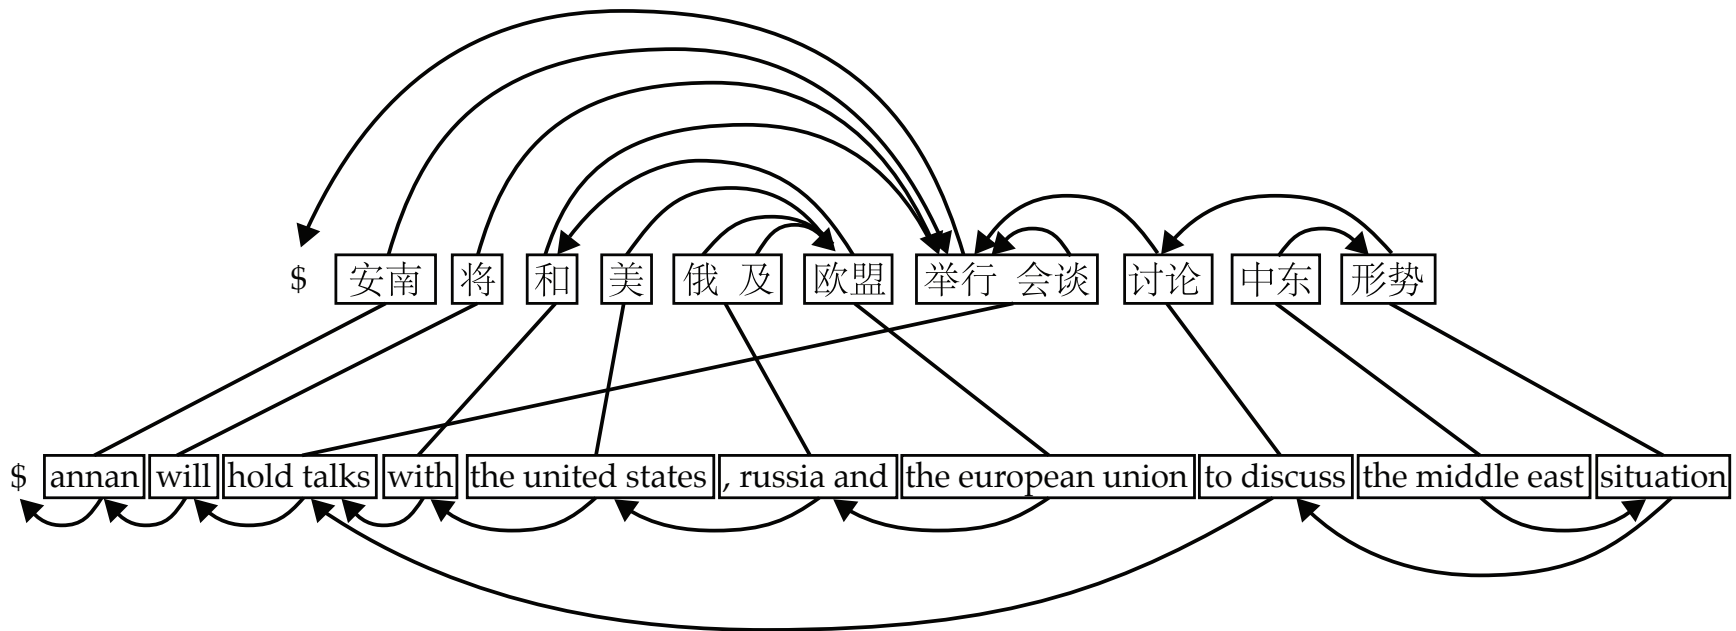 $ 安南 将 和 美 俄 及 欧盟 举行 会谈 讨论 中东 形势
$ annan will hold talks with the united states , russia and the european union to discuss the middle east situation